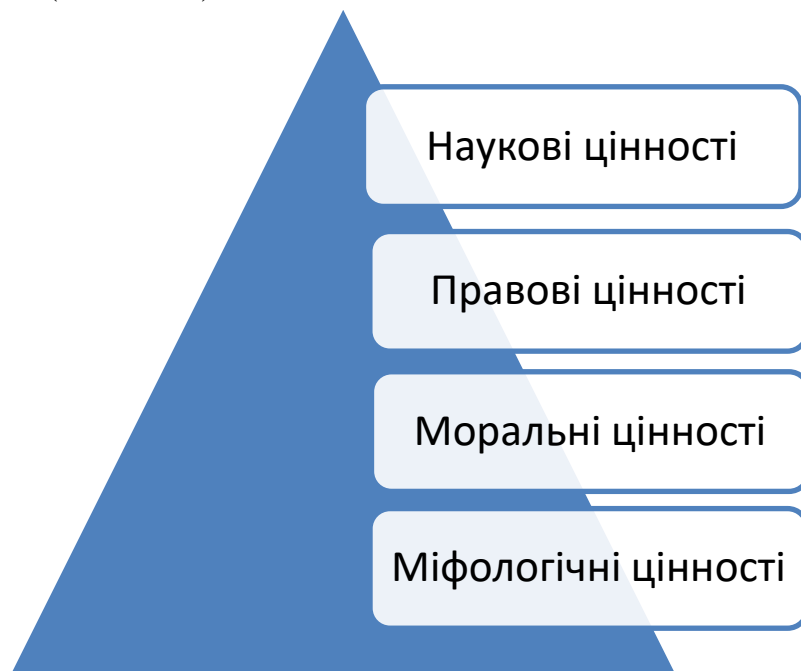 Наукові цінності
Правові цінності
Моральні цінності
Міфологічні цінності